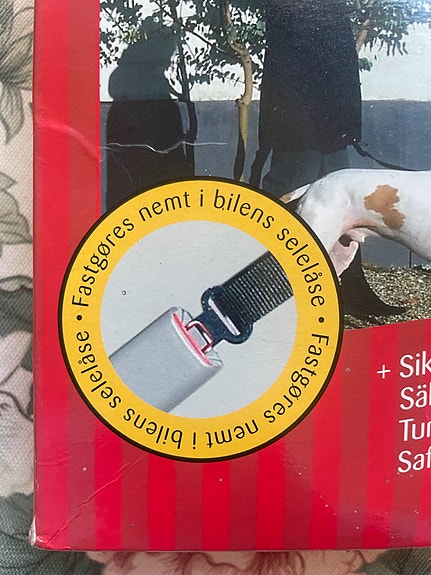 • Fastgøres nemt i bilens selelåse
• Fastgøres nemt i bilens selelåse
+ Sik
Säl
Tur
Saf